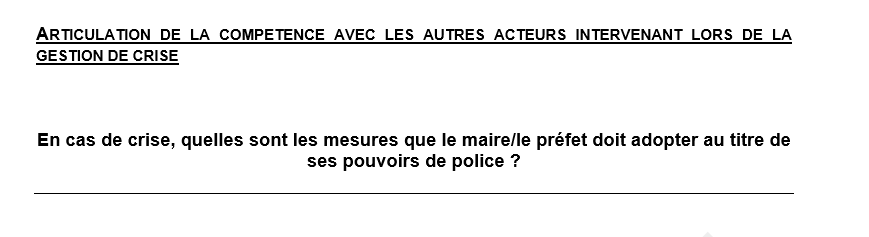 ARTICULATION DE LA COMPETENCE AVEC LES AUTRES ACTEURS INTERVENANT LORS DE LA
GESTION DE CRISE
En cas de crise, quelles sont les mesures que le maire/le préfet doit adopter au titre de
ses pouvoirs de police ?